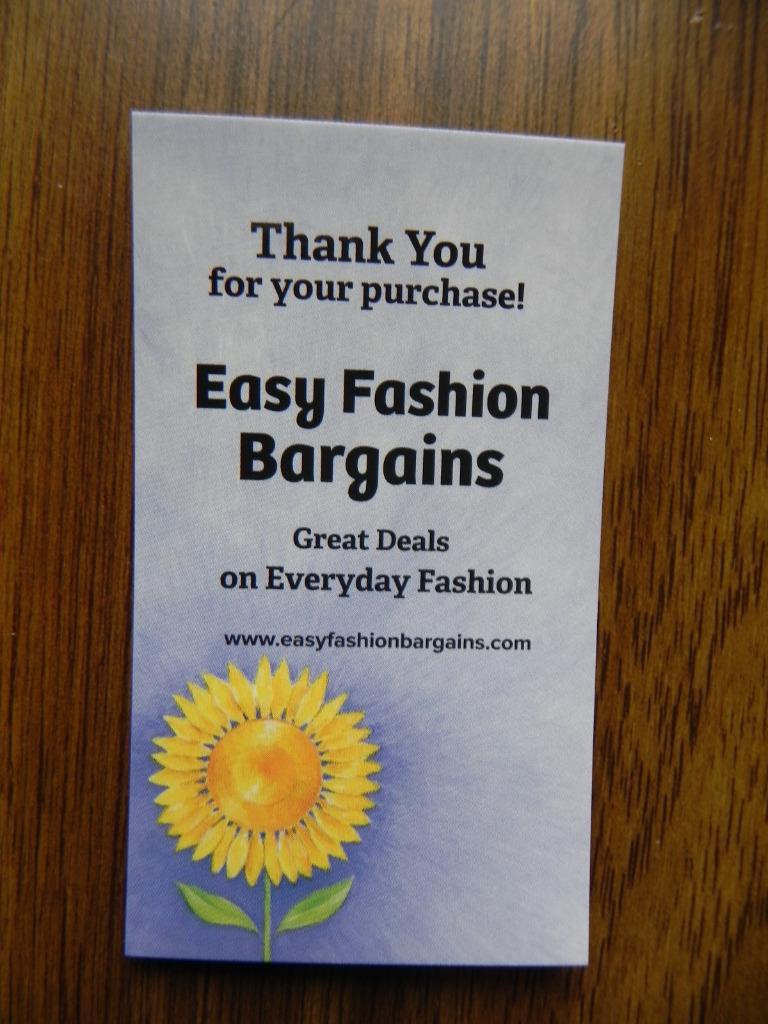 Thank You
for your purchase!
Easy Fashion
Bargains
Great Deals
on Everyday Fashion
www.easyfashionbargains.com